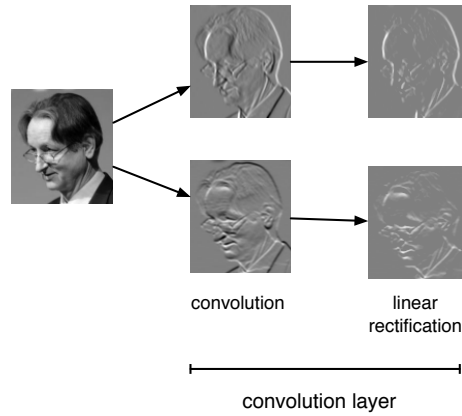 convolution
linear
rectification
convolution layer